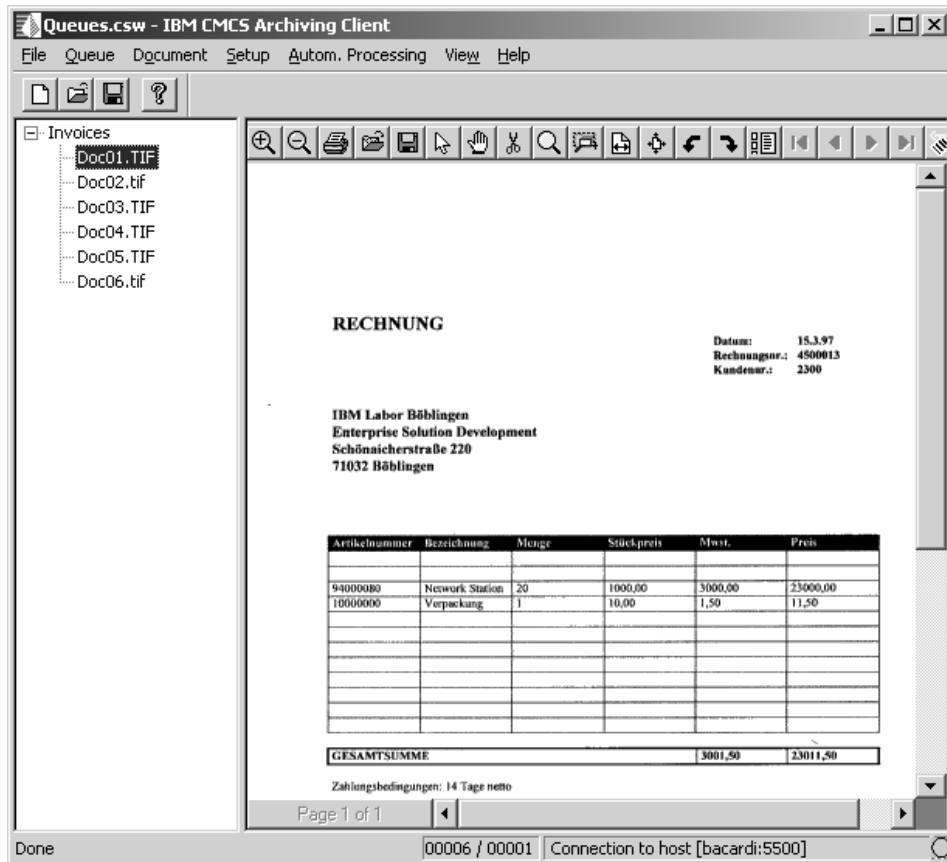 Queues.csw - IBM CMCS Archiving Client
File Queue Document Setup Autom. Processing View Help
Invoices
Doc01.TIF
Doc02.tif
Doc03.TIF
Doc04.TIF
Doc05.TIF
Doc06.tif
RECHNUNG
Datum: 15.3.97
Rechnungsnr.: 4500013
Kundennr.: 2300
IBM Labor Böblingen
Enterprise Solution Development
Schönaicherstraße 220
71032 Böblingen
Artikelnummer Bezeichnung Menge Stückpreis Mwst. Preis
94000080 Network Station 20 1000,00 3000,00 23000,00
10000000 Verpackung 1 10,00 1,50 11,50
GESAMTSUMME 3001,50 23011,50
Zahlungsbedingungen: 14 Tage netto
Page 1 of 1
Done 00006 / 00001 Connection to host [bacardi:5500]